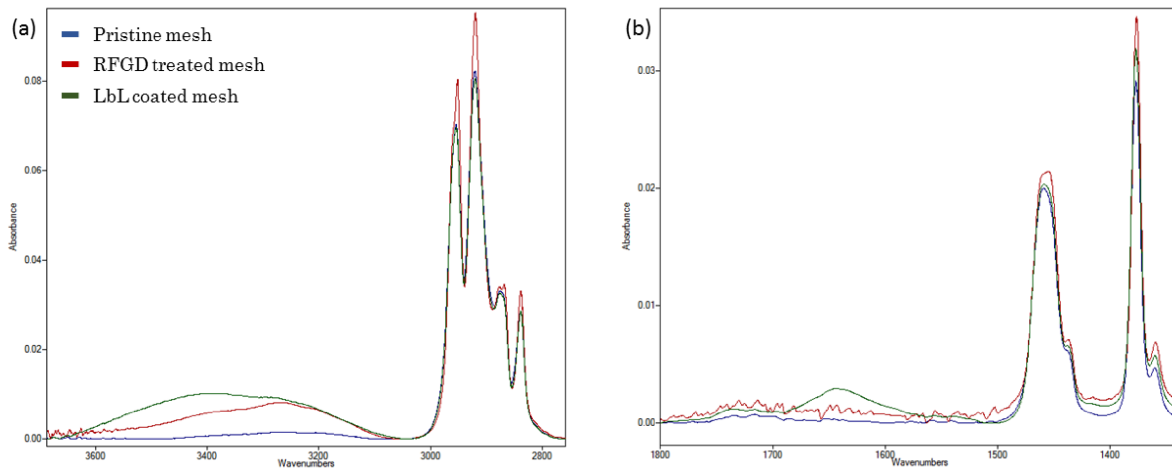 (a)
Pristine mesh
RFGD treated mesh
LbL coated mesh
Absorbance
0.08
0.06
0.04
0.02
0.00
3600
3400
3200
3000
2800
Wavenumbers
(b)
Absorbance
0.03
0.02
0.01
0.00
1800
1700
1600
1500
1400
Wavenumbers